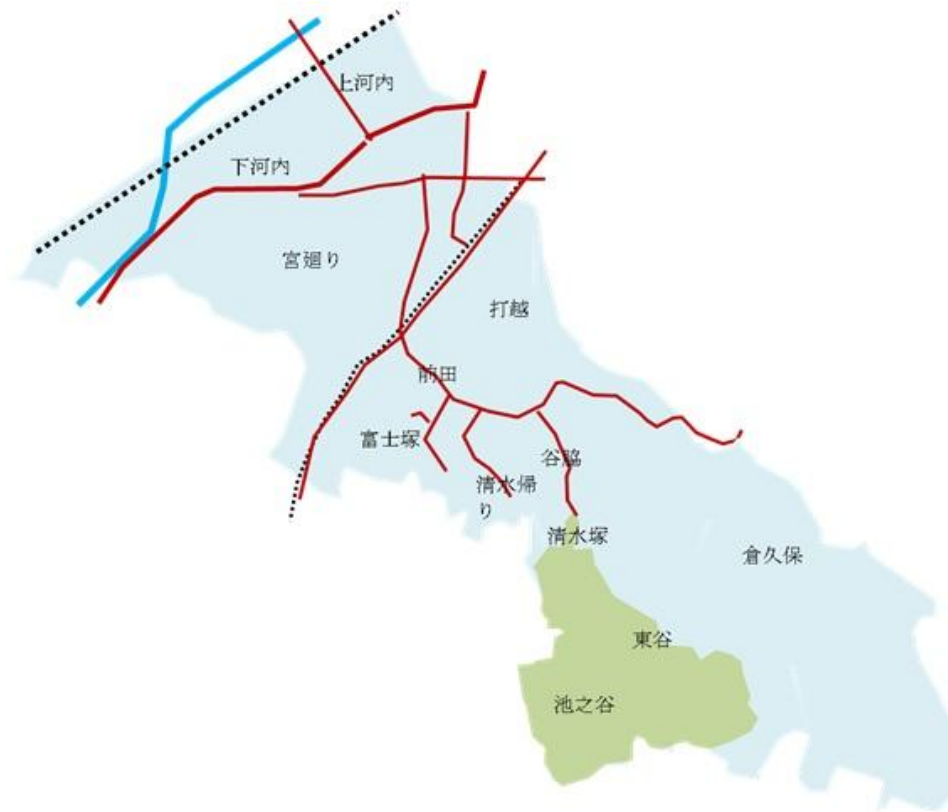 上河内
下河内
宮廻り
打越
前田
富士塚
谷脇
清水帰
り
清水塚
倉久保
東谷
池之谷